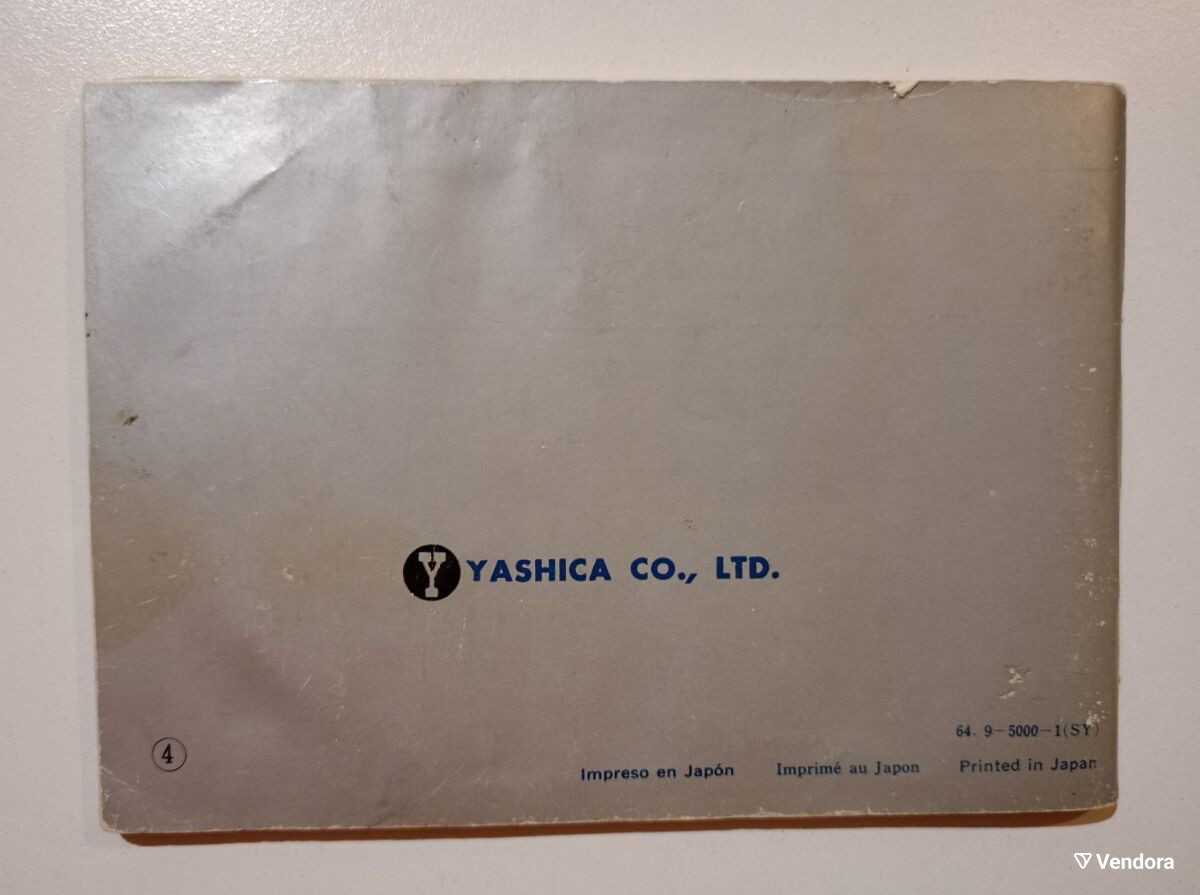 Y YASHICA CO., LTD.
64. 9-5000-1(SY)
4
Impreso en Japón Imprimé au Japon Printed in Japan
Vendora